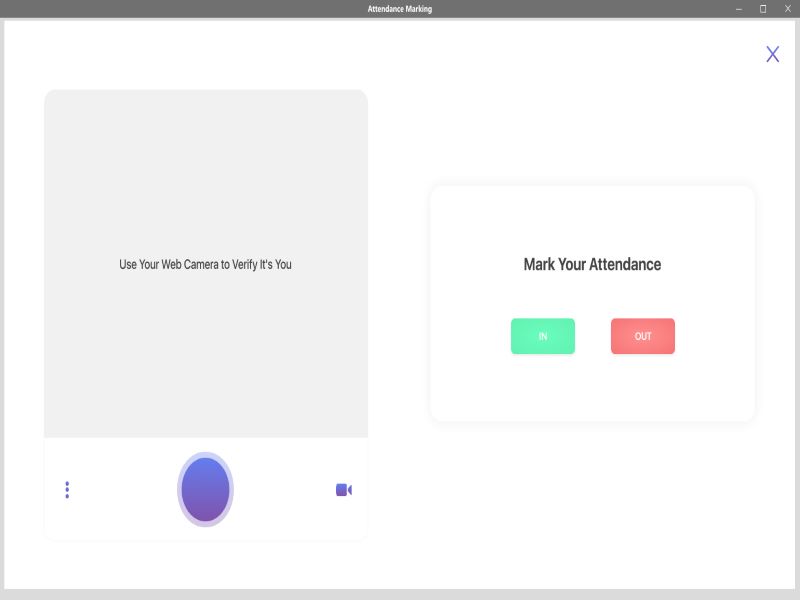 Attendance Marking
X
Use Your Web Camera to Verify It's You
Mark Your Attendance
IN
OUT